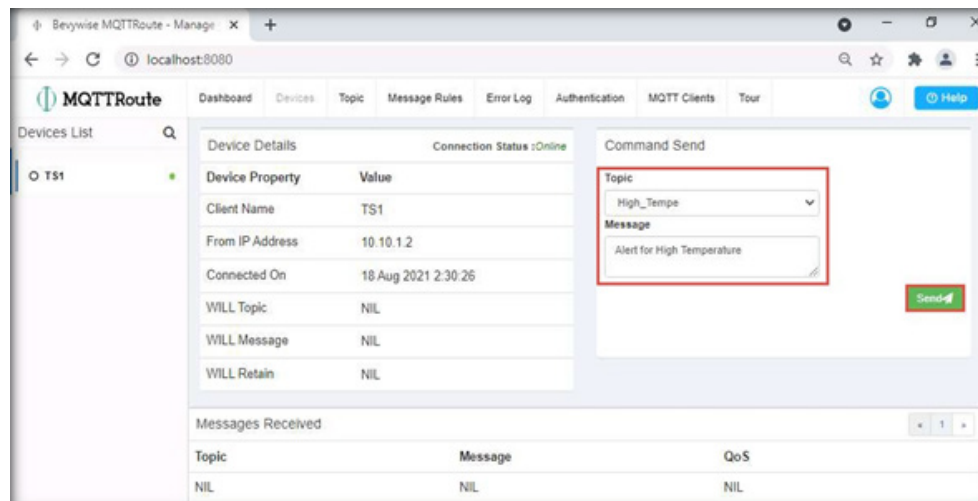 Bevywise MQTTRoute - Manage
localhost:8080
MQTTRoute Dashboard Devices Topic Message Rules Error Log Authentication MQTT Clients Tour Help
Devices List
TS1
Device Details Connection Status :Online
Device Property Value
Client Name TS1
From IP Address 10.10.1.2
Connected On 18 Aug 2021 2:30:26
WILL Topic NIL
WILL Message NIL
WILL Retain NIL
Command Send
Topic
High_Tempe
Message
Alert for High Temperature
Send
Messages Received « 1 »
Topic Message QoS
NIL NIL NIL